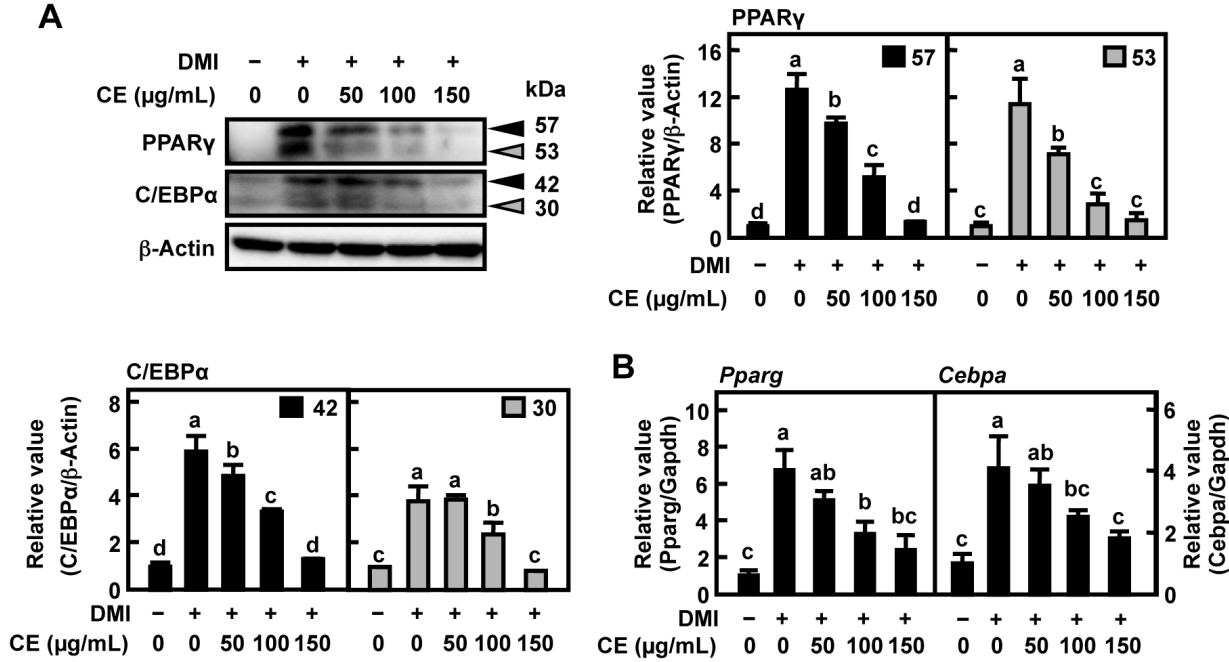 A
DMI − + + + +
CE (µg/mL) 0 0 50 100 150 kDa
PPARγ 57
53
C/EBPα 42
30
β-Actin
PPARγ
57 53
Relative value
(PPARγ/β-Actin)
16
12
8
4
0
a
b
c
d
d
a
b
c
c
c
DMI − + + + + − + + + +
CE (µg/mL) 0 0 50 100 150 0 0 50 100 150
C/EBPα
42 30
Relative value
(C/EBPα/β-Actin)
8
6
4
2
0
d
a
b
c
d
c
a
a
b
c
DMI − + + + + − + + + +
CE (µg/mL) 0 0 50 100 150 0 0 50 100 150
B
Pparg Cebpa
Relative value
(Pparg/Gapdh)
10
8
6
4
2
0
c
a
ab
b
bc
c
a
ab
bc
c
6
4
2
0
Relative value
(Cebpa/Gapdh)
DMI − + + + + − + + + +
CE (µg/mL) 0 0 50 100 150 0 0 50 100 150